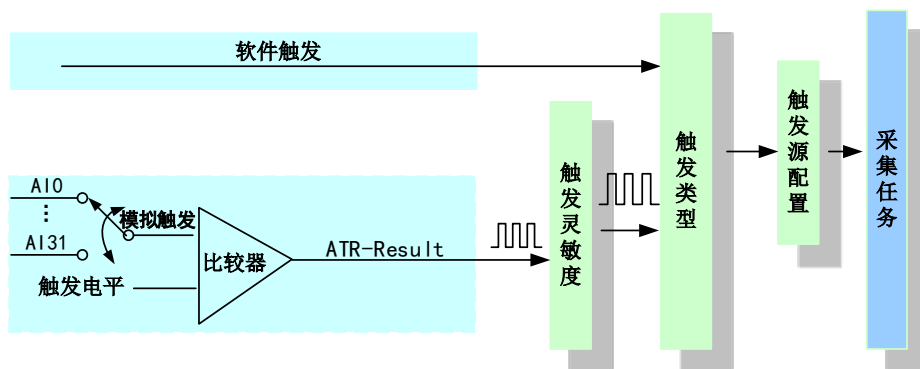 软件触发
AI0
⋮
AI31
模拟触发
触发电平
比较器
ATR-Result
触发灵敏度
触发类型
触发源配置
采集任务